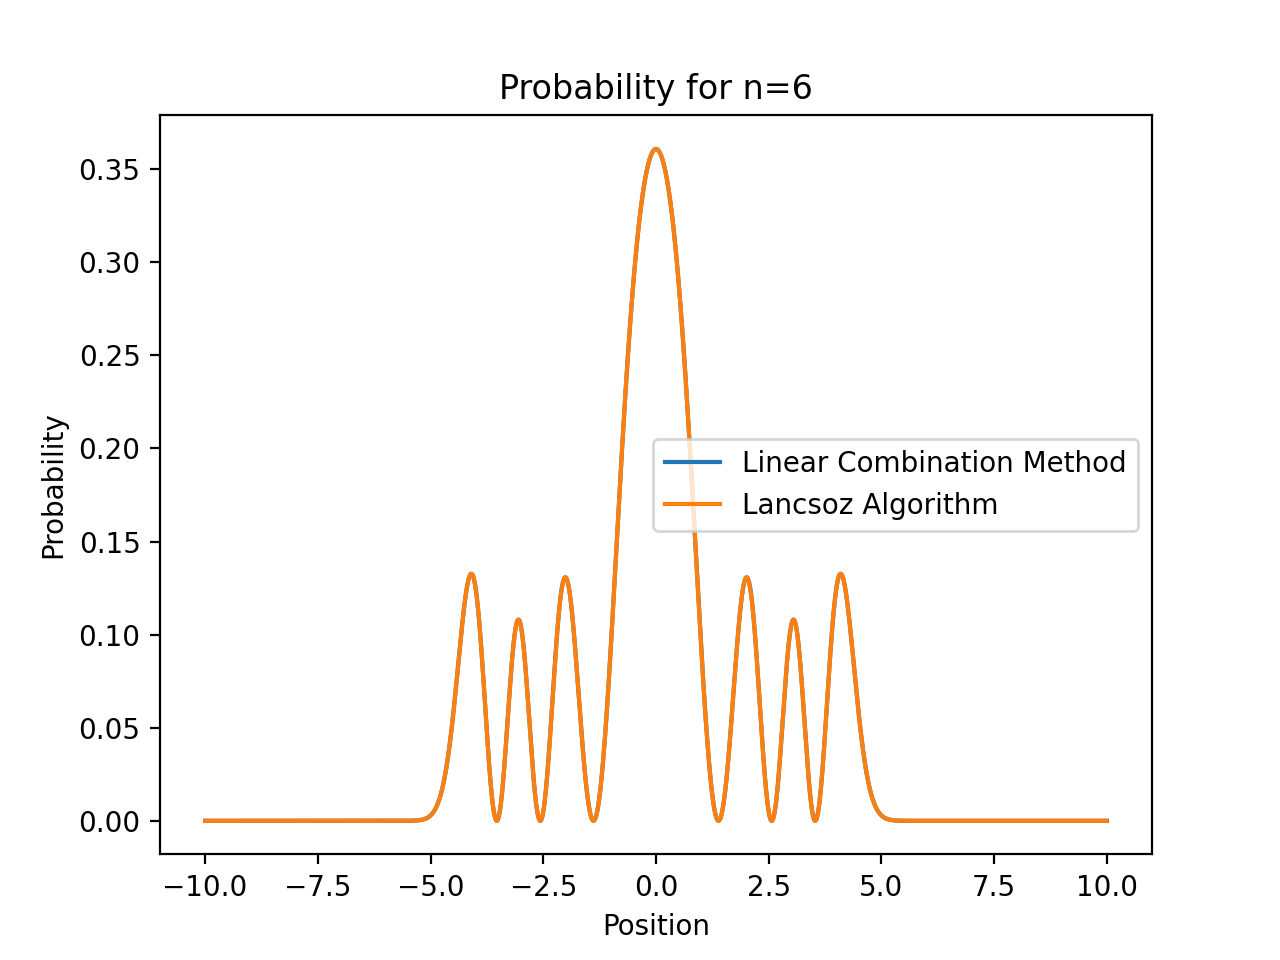 Probability for n=6
0.35
0.30
0.25
0.20
0.15
0.10
0.05
0.00
Probability
Linear Combination Method
Lancsoz Algorithm
−10.0 −7.5 −5.0 −2.5 0.0 2.5 5.0 7.5 10.0
Position